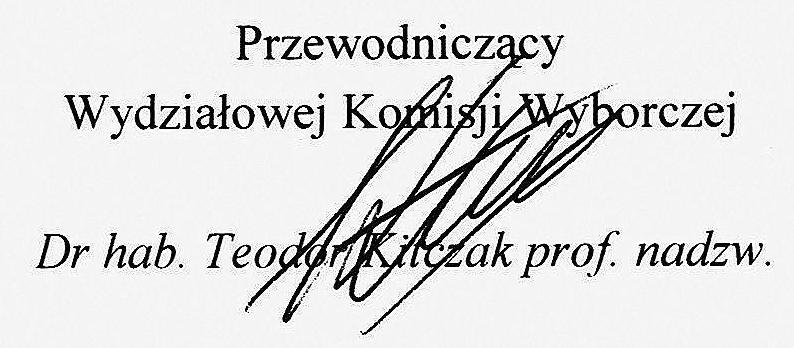 Przewodniczący
Wydziałowej Komisji Wyborczej
Dr hab. Teodor Kitczak prof. nadzw.